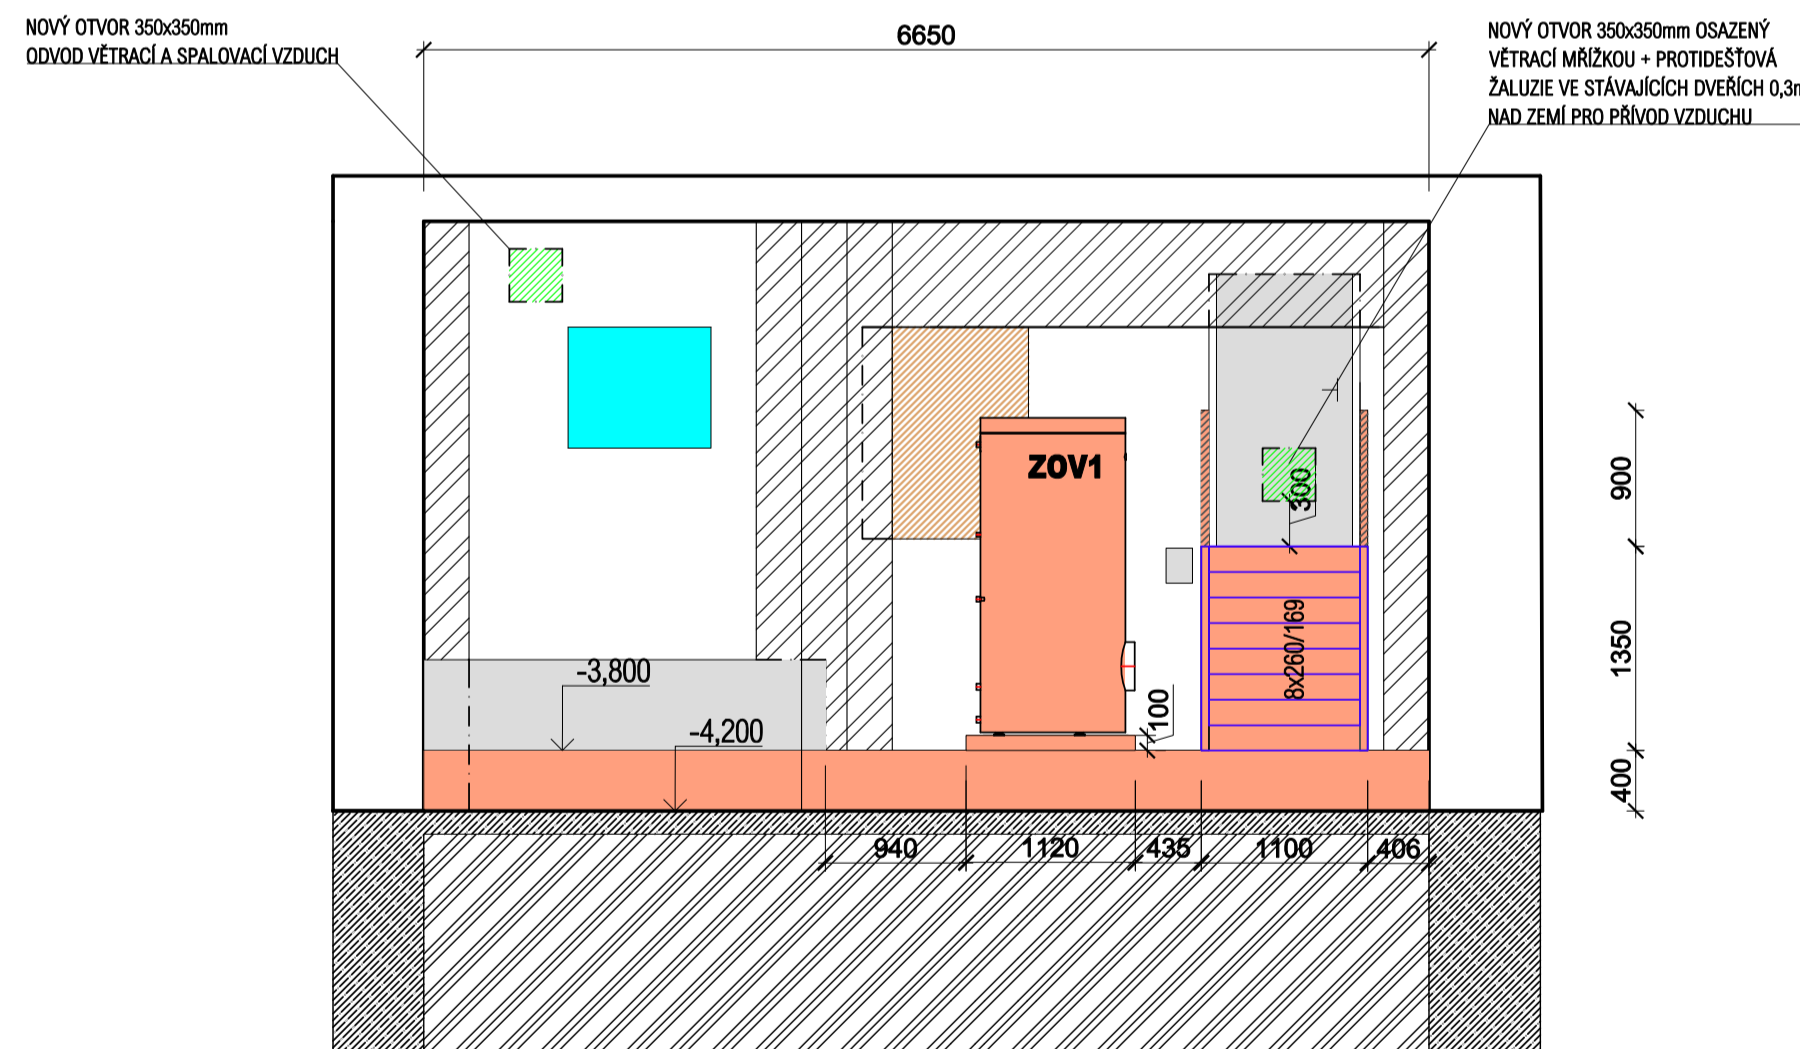 NOVÝ OTVOR 350x350mm
ODVOD VĚTRACÍ A SPALOVACÍ VZDUCH
6650
NOVÝ OTVOR 350x350mm OSAZENÝ
VĚTRACÍ MŘÍŽKOU + PROTIDEŠŤOVÁ
ŽALUZIE VE STÁVAJÍCÍCH DVEŘÍCH 0,3m
NAD ZEMÍ PRO PŘÍVOD VZDUCHU
ZOV1
300
900
8x260/169
1350
-3,800
-4,200
100
400
940
1120
435
1100
406